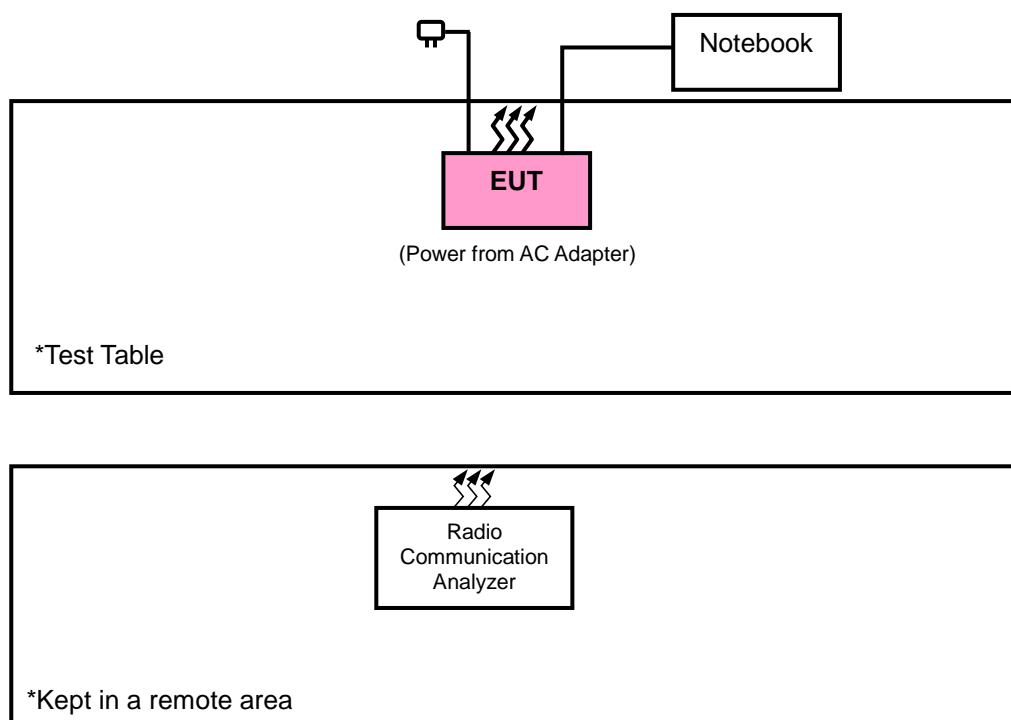 Notebook
EUT
(Power from AC Adapter)
*Test Table
Radio
Communication
Analyzer
*Kept in a remote area